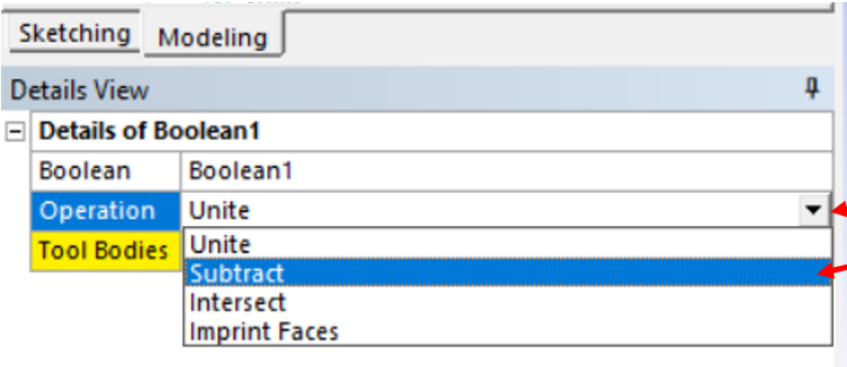 Sketching Modeling
Details View
Details of Boolean1
Boolean Boolean1
Operation Unite
Tool Bodies Unite
Subtract
Intersect
Imprint Faces